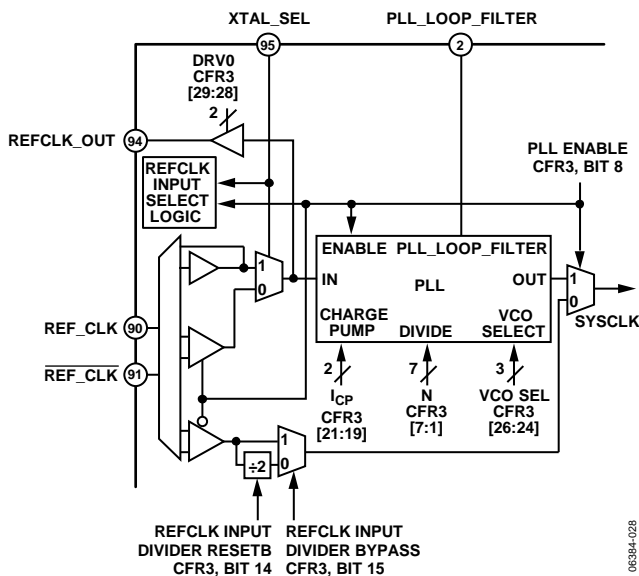 XTAL_SEL
PLL_LOOP_FILTER
95
2
DRV0
CFR3
[29:28]
2
REFCLK_OUT
94
PLL ENABLE
CFR3, BIT 8
REFCLK
INPUT
SELECT
LOGIC
ENABLE
PLL_LOOP_FILTER
1
0
IN
PLL
OUT
1
0
SYSCLK
CHARGE
PUMP
DIVIDE
VCO
SELECT
REF_CLK
90
REF_CLK
91
2
7
3
ICP
CFR3
[21:19]
N
CFR3
[7:1]
VCO SEL
CFR3
[26:24]
1
÷2
0
REFCLK INPUT
DIVIDER RESETB
CFR3, BIT 14
REFCLK INPUT
DIVIDER BYPASS
CFR3, BIT 15
06384-028